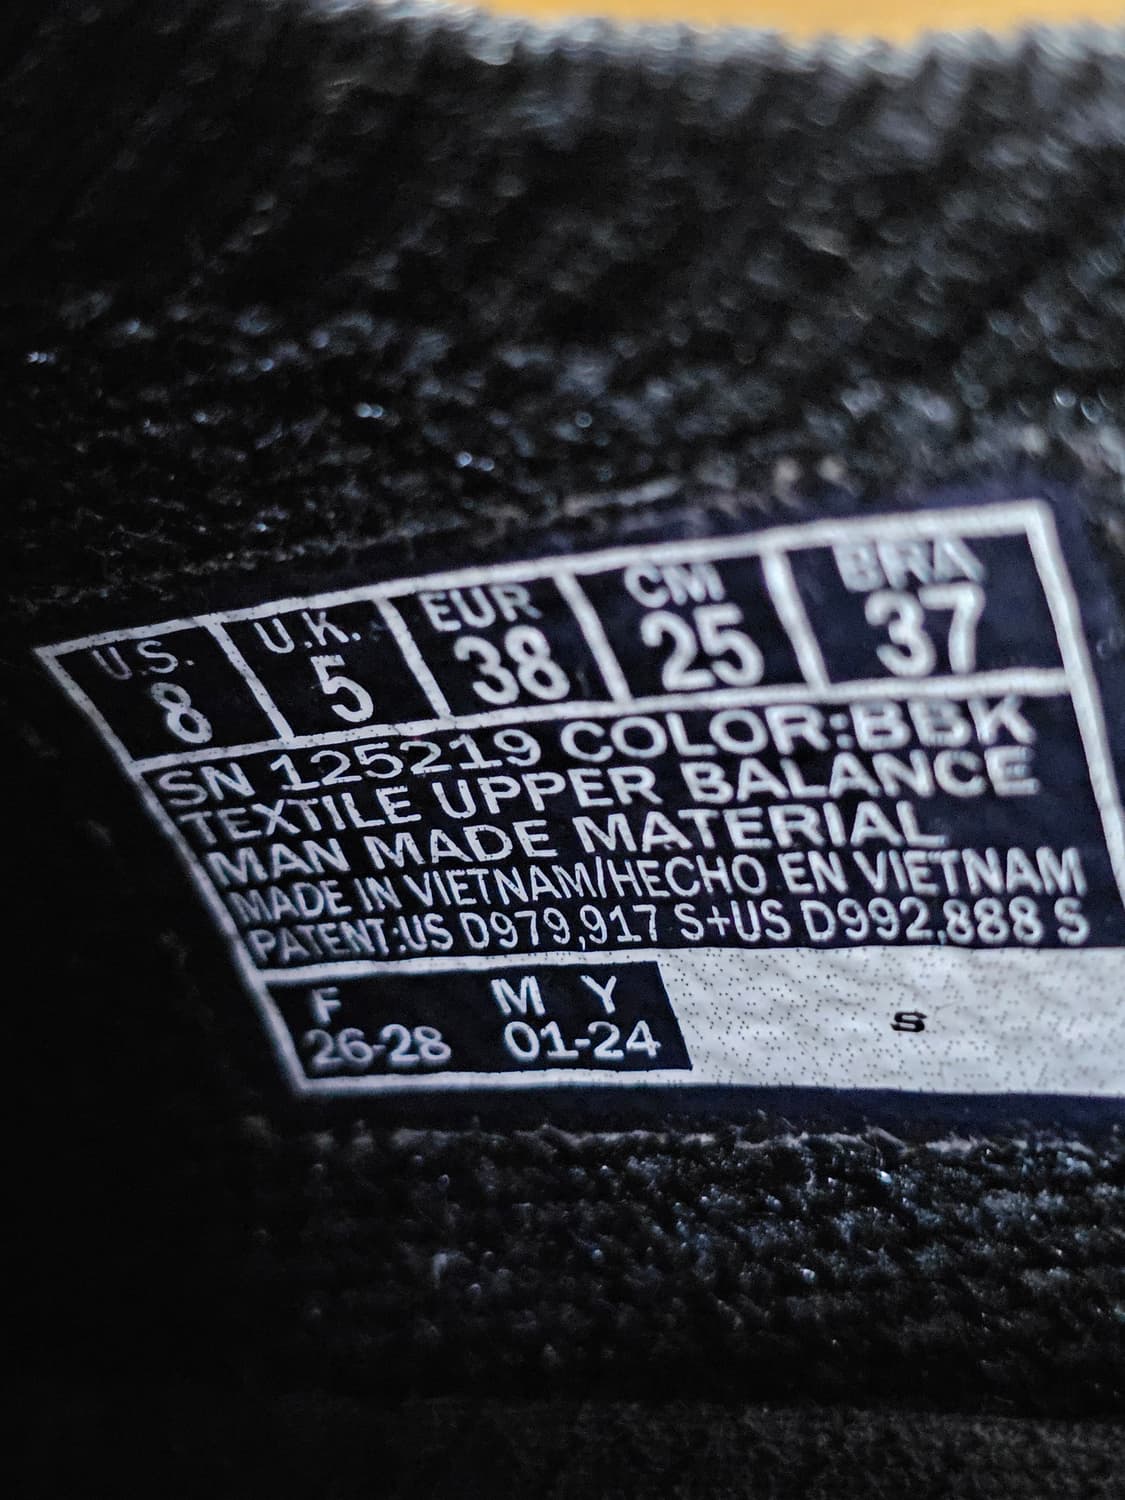 U.S. U.K. EUR CM BRA
8 5 38 25 37
SN 125219 COLOR:BBK
TEXTILE UPPER BALANCE
MAN MADE MATERIAL
MADE IN VIETNAM/HECHO EN VIETNAM
PATENT:US D979,917 S+US D992,888 S
F M Y
26-28 01-24
S